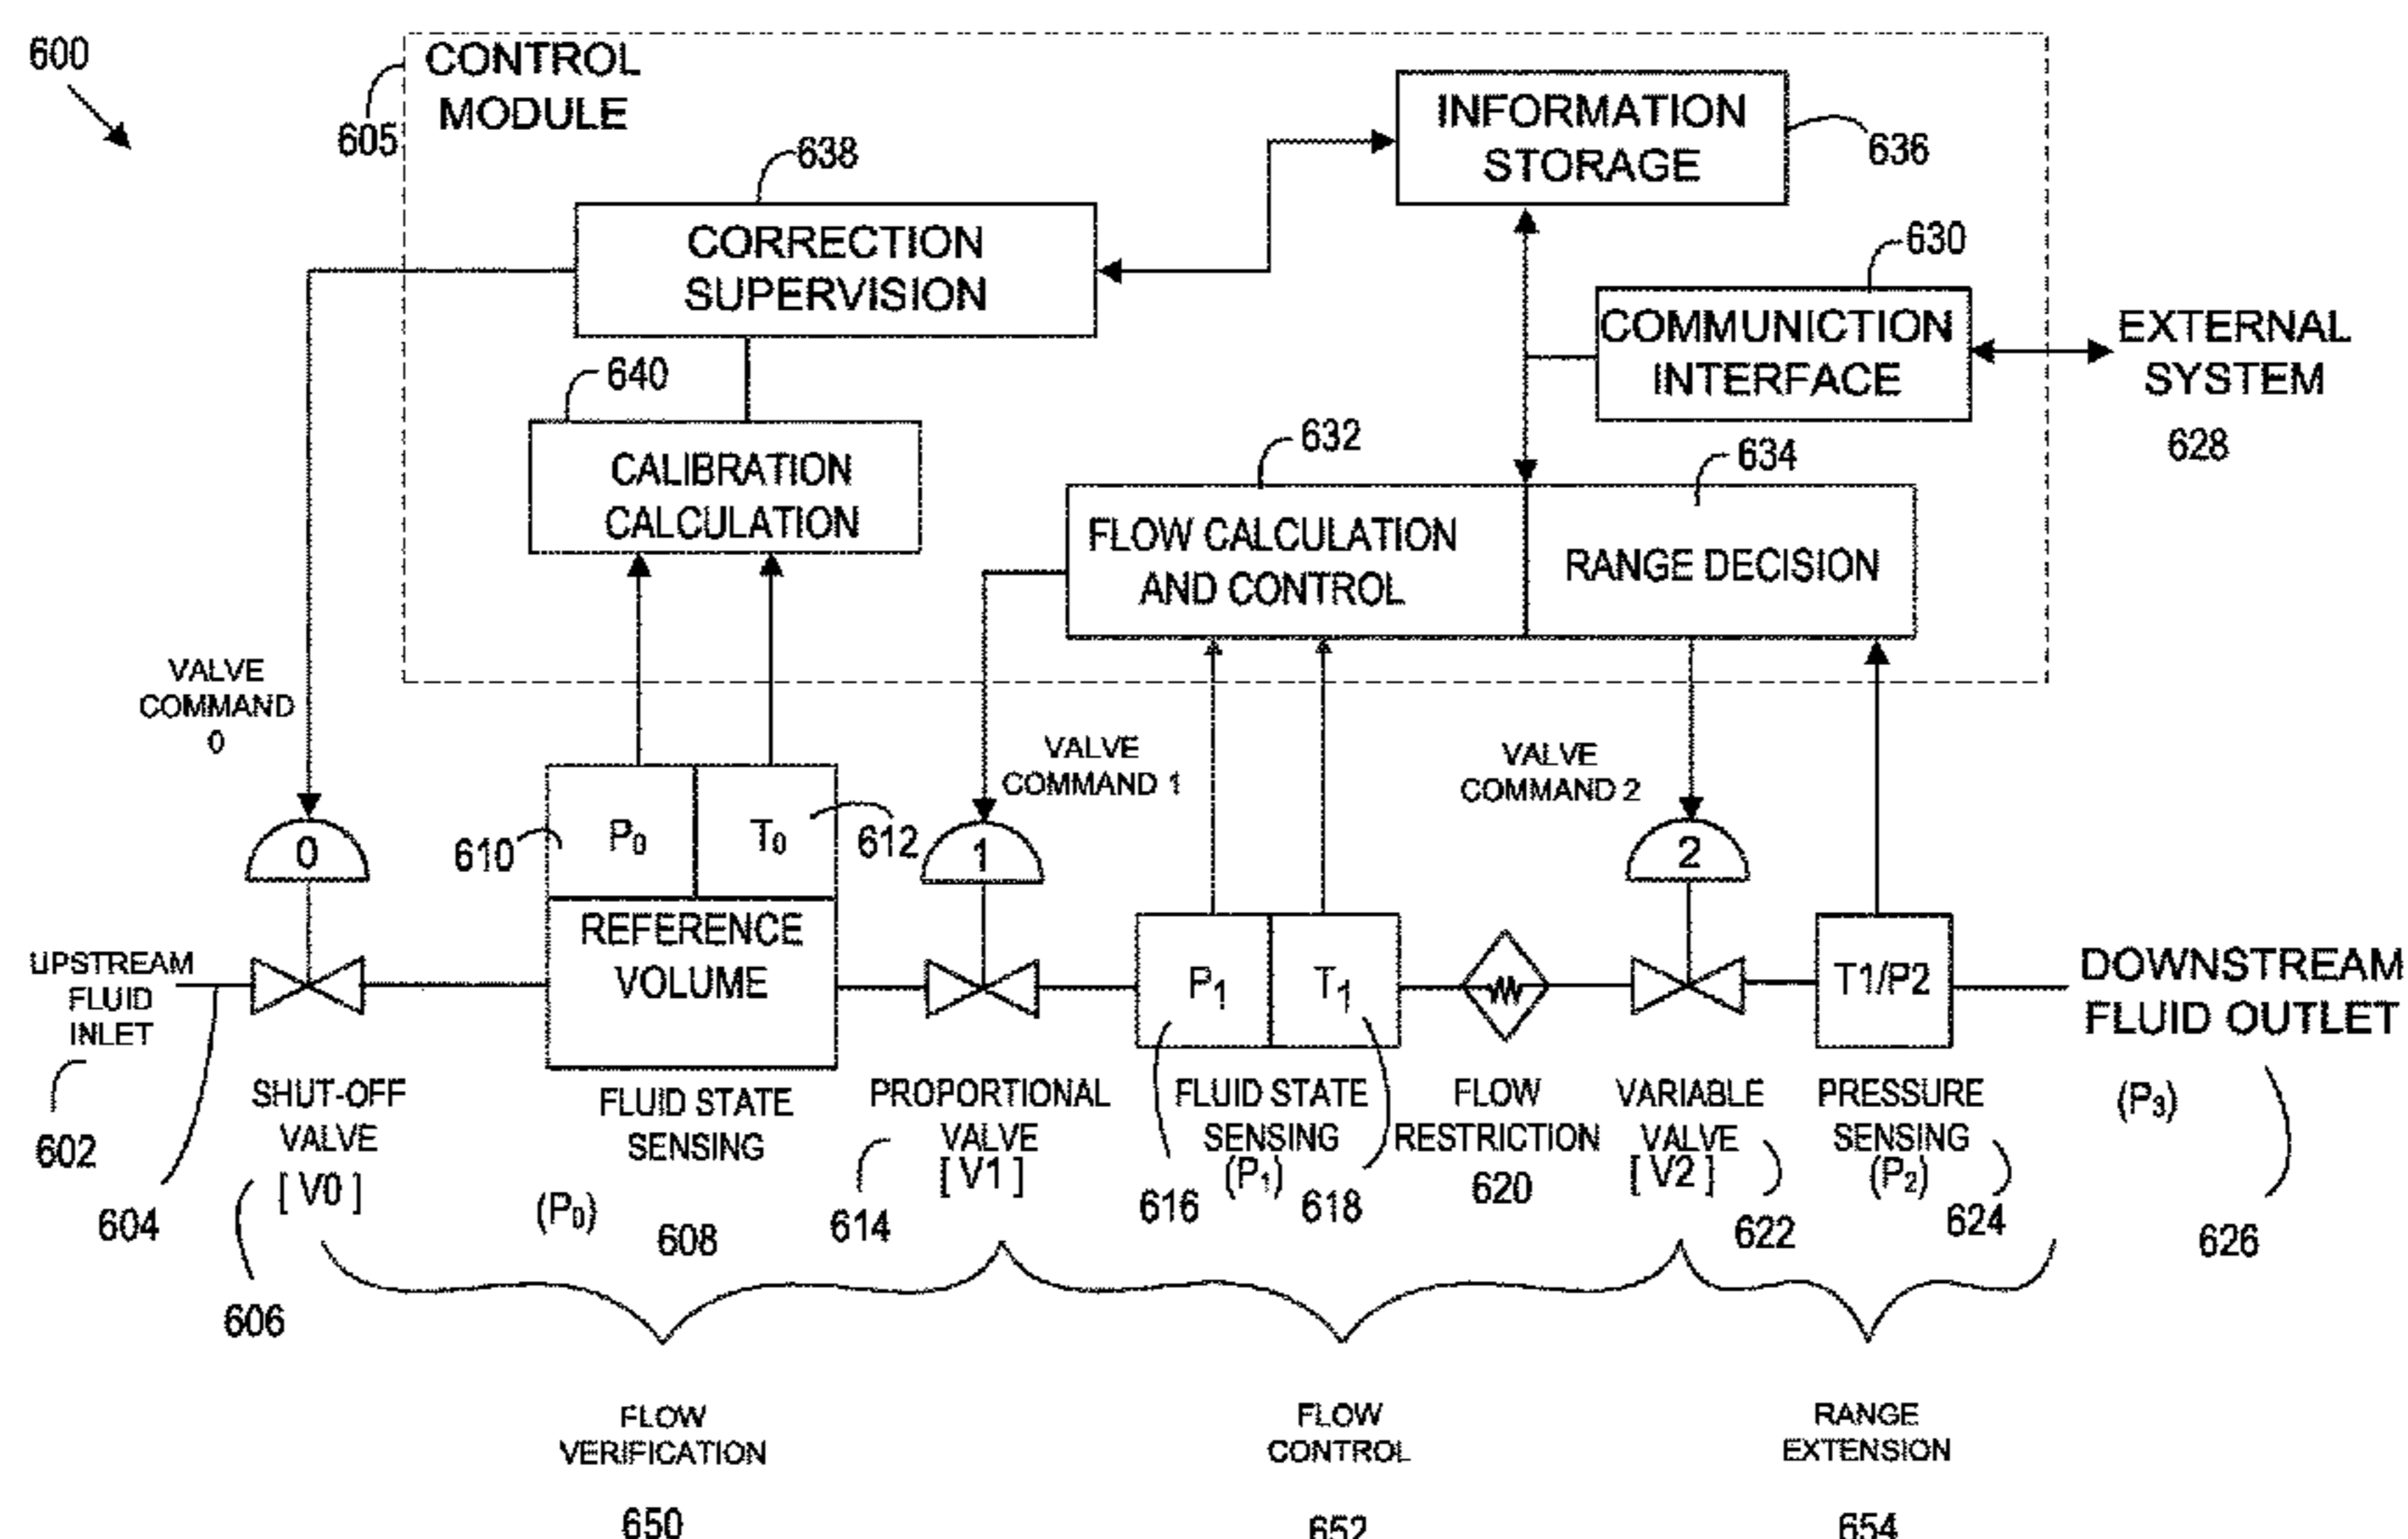 600
CONTROL
MODULE
605
INFORMATION
STORAGE
636
638
CORRECTION
SUPERVISION
630
COMMUNICTION
INTERFACE
EXTERNAL
SYSTEM
628
640
CALIBRATION
CALCULATION
632
634
FLOW CALCULATION
AND CONTROL
RANGE DECISION
VALVE
COMMAND
0
VALVE
COMMAND 1
VALVE
COMMAND 2
0
610
P₀
T₀
612
1
2
REFERENCE
VOLUME
UPSTREAM
FLUID
INLET
P₁
T₁
T1/P2
DOWNSTREAM
FLUID OUTLET
602
604
SHUT-OFF
VALVE
[ V0 ]
606
FLUID STATE
SENSING
(P₀)
608
PROPORTIONAL
VALVE
[ V1 ]
614
FLUID STATE
SENSING
(P₁)
616
618
FLOW
RESTRICTION
620
VARIABLE
VALVE
[ V2 ]
622
PRESSURE
SENSING
(P₂)
624
(P₃)
626
FLOW
VERIFICATION
650
FLOW
CONTROL
652
RANGE
EXTENSION
654